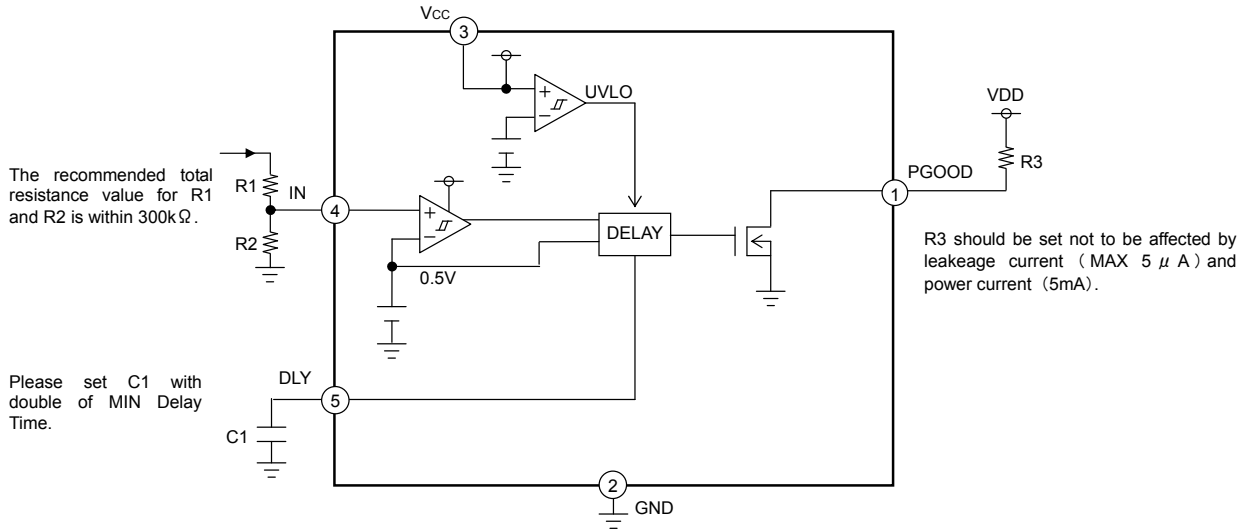 VCC
3
UVLO
VDD
R3
PGOOD
1
The recommended total
resistance value for R1
and R2 is within 300kΩ.
R1
IN
4
R2
DELAY
0.5V
R3 should be set not to be affected by
leakeage current (MAX 5 μ A) and
power current (5mA).
Please set C1 with
double of MIN Delay
Time.
DLY
5
C1
2
GND